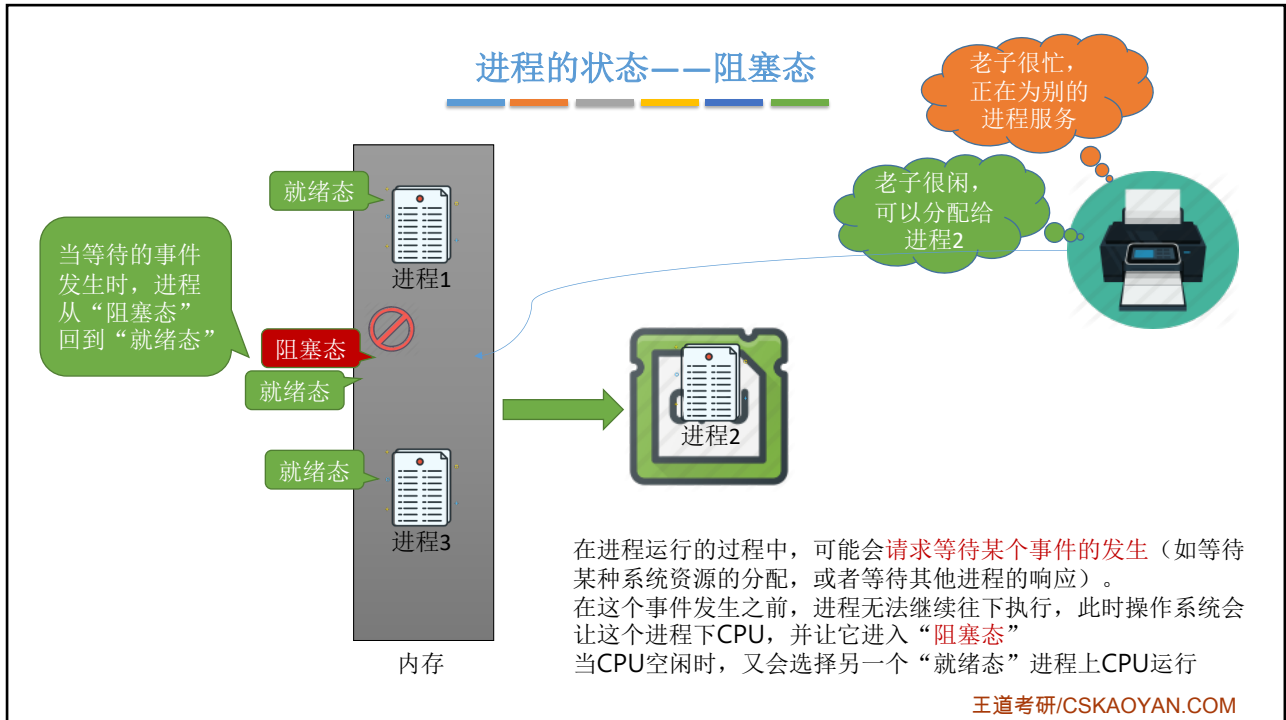 进程的状态——阻塞态
老子很忙，
正在为别的
进程服务
老子很闲，
可以分配给
进程2
就绪态
进程1
当等待的事件
发生时，进程
从“阻塞态”
回到“就绪态”
阻塞态
就绪态
进程2
就绪态
进程3
内存
在进程运行的过程中，可能会请求等待某个事件的发生（如等待
某种系统资源的分配，或者等待其他进程的响应）。
在这个事件发生之前，进程无法继续往下执行，此时操作系统会
让这个进程下CPU，并让它进入“阻塞态”
当CPU空闲时，又会选择另一个“就绪态”进程上CPU运行
王道考研/CSKAOYAN.COM